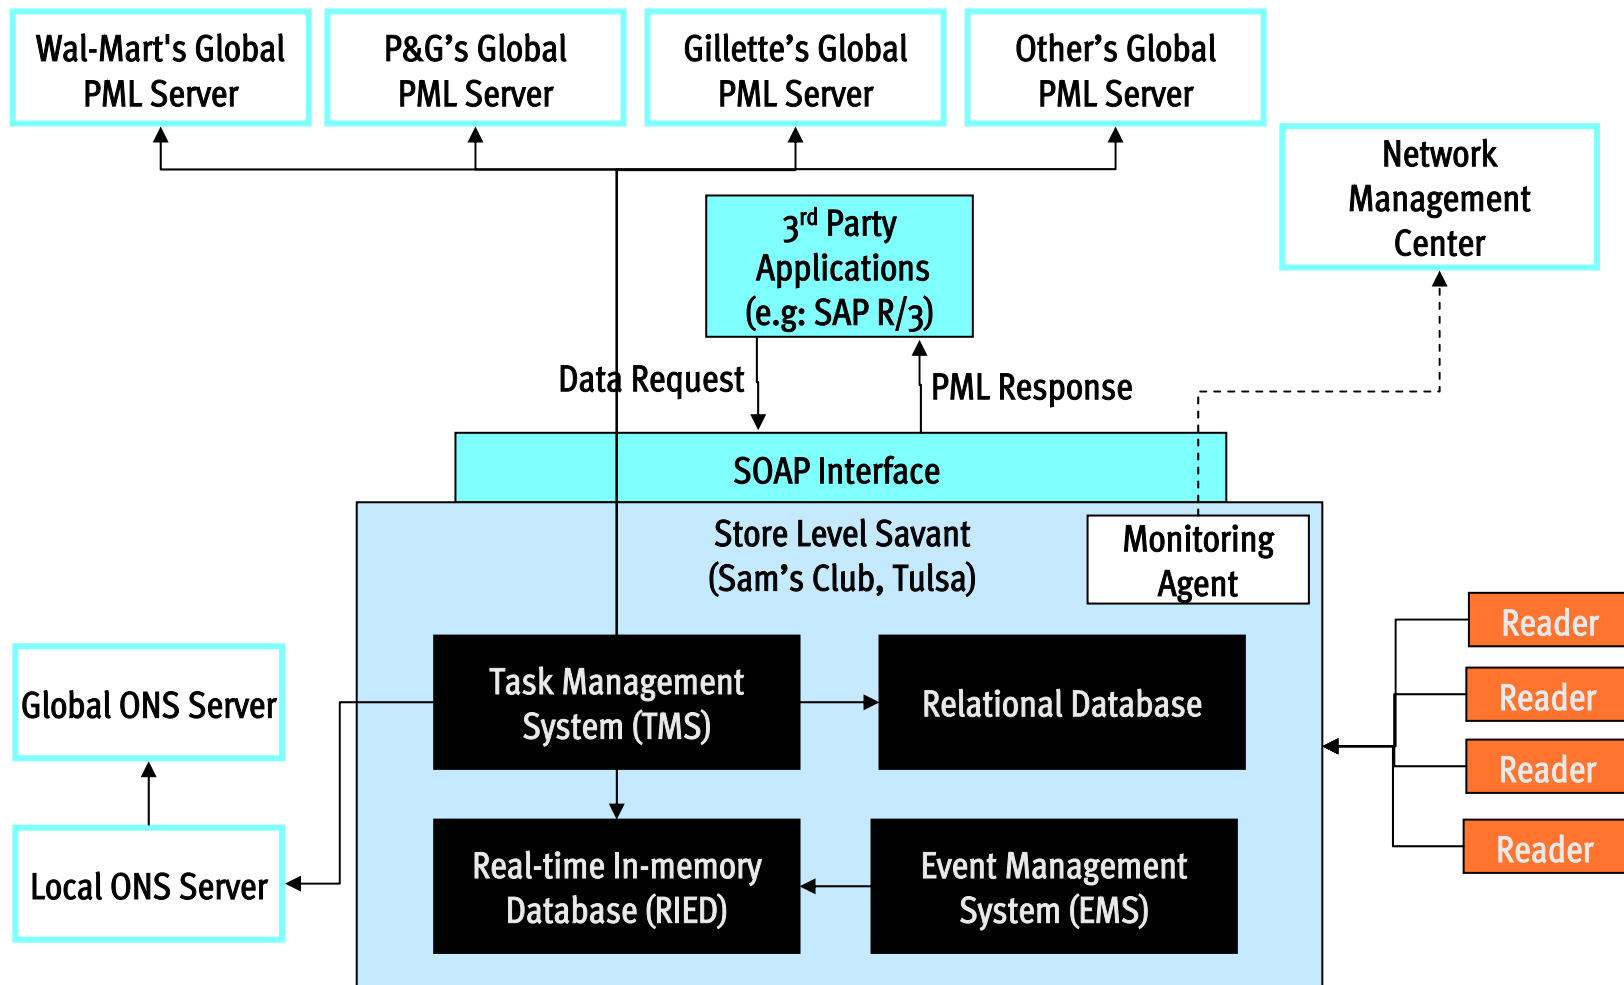 Wal-Mart's Global
PML Server
P&G’s Global
PML Server
Gillette’s Global
PML Server
Other’s Global
PML Server
Network
Management
Center
3rd Party
Applications
(e.g: SAP R/3)
Data Request
PML Response
SOAP Interface
Store Level Savant
(Sam’s Club, Tulsa)
Monitoring
Agent
Reader
Reader
Reader
Reader
Task Management
System (TMS)
Relational Database
Global ONS Server
Local ONS Server
Real-time In-memory
Database (RIED)
Event Management
System (EMS)